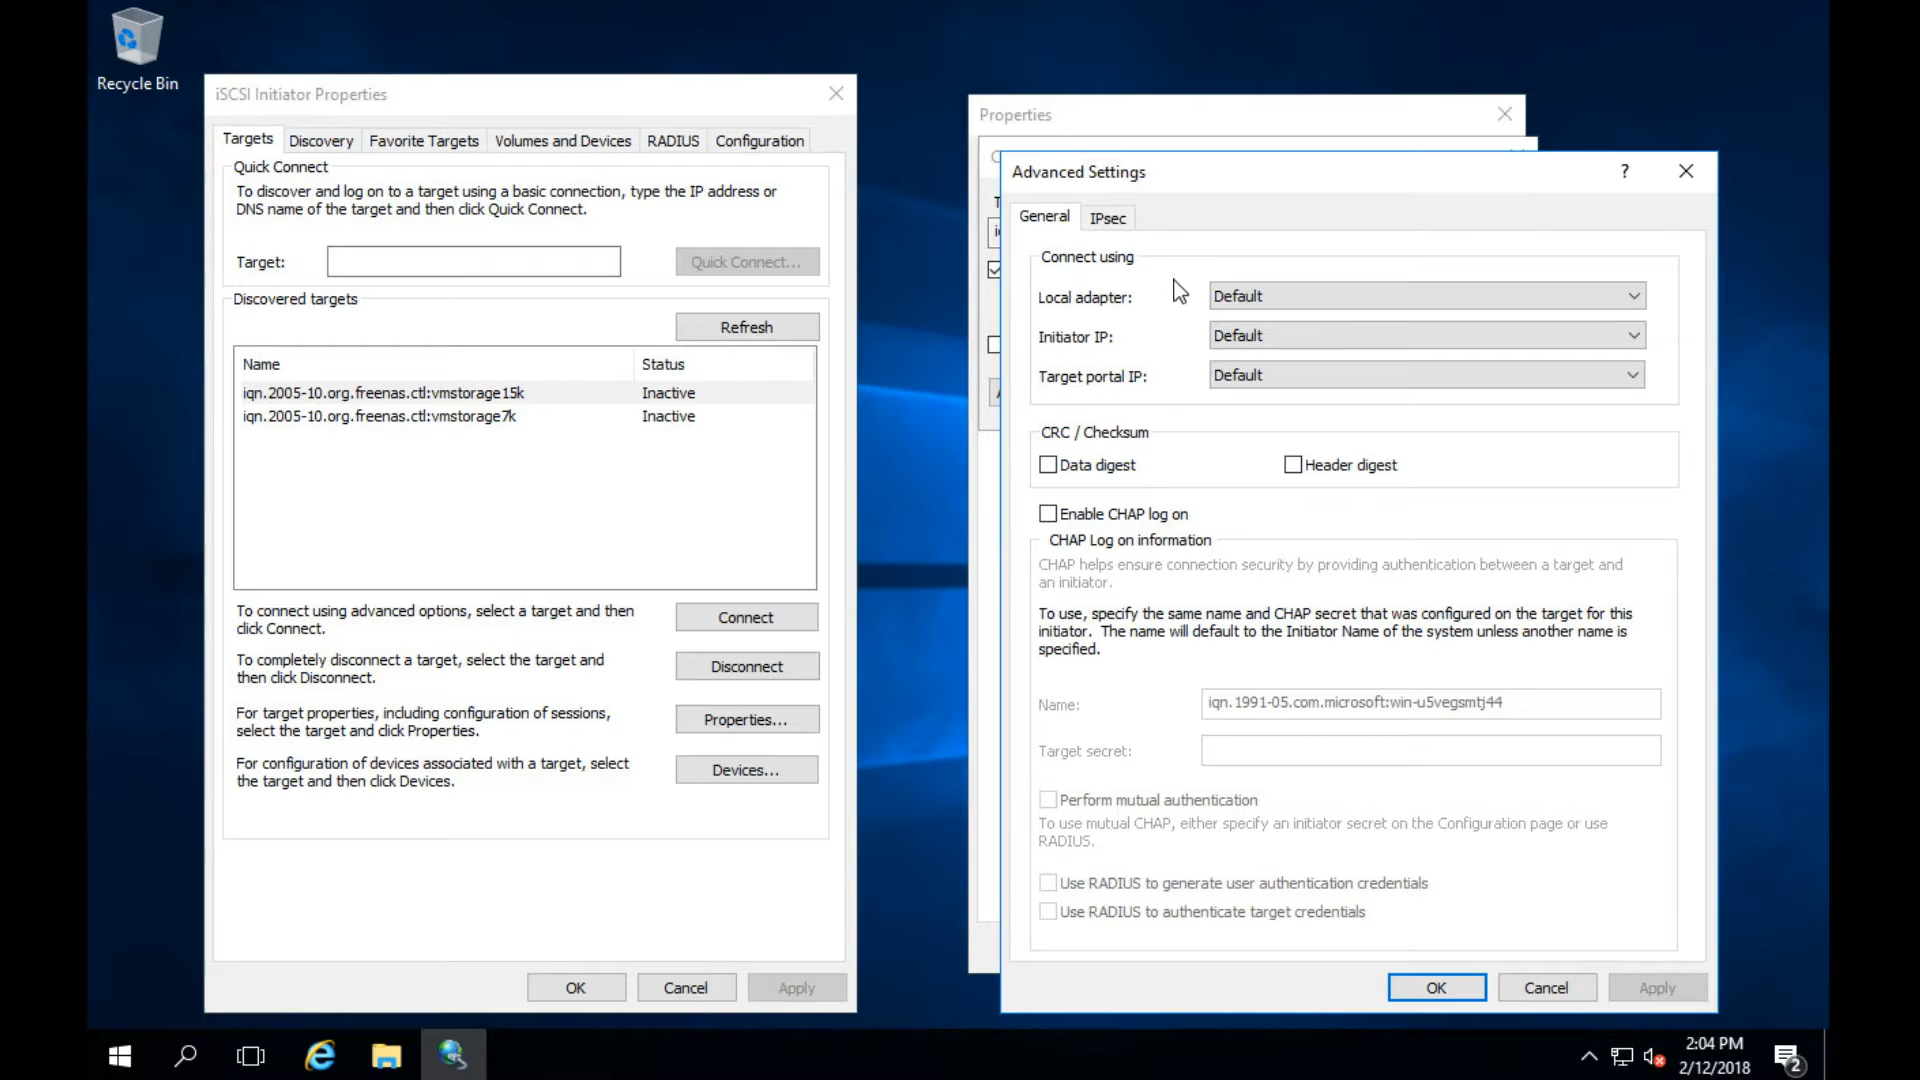 Recycle Bin
iSCSI Initiator Properties
Targets
Discovery
Favorite Targets
Volumes and Devices
RADIUS
Configuration
Quick Connect
To discover and log on to a target using a basic connection, type the IP address or
DNS name of the target and then click Quick Connect.
Target:
Quick Connect...
Discovered targets
Refresh
Name
Status
iqn.2005-10.org.freenas.ctl:vmstorage15k
Inactive
iqn.2005-10.org.freenas.ctl:vmstorage7k
Inactive
To connect using advanced options, select a target and then
click Connect.
Connect
To completely disconnect a target, select the target and
then click Disconnect.
Disconnect
For target properties, including configuration of sessions,
select the target and click Properties.
Properties...
For configuration of devices associated with a target, select
the target and then click Devices.
Devices...
OK
Cancel
Apply
Properties
Advanced Settings
?
General
IPsec
Connect using
Local adapter:
Default
Initiator IP:
Default
Target portal IP:
Default
CRC / Checksum
Data digest
Header digest
Enable CHAP log on
CHAP Log on information
CHAP helps ensure connection security by providing authentication between a target and
an initiator.
To use, specify the same name and CHAP secret that was configured on the target for this
initiator. The name will default to the Initiator Name of the system unless another name is
specified.
Name:
iqn.1991-05.com.microsoft:win-u5vegsmtj44
Target secret:
Perform mutual authentication
To use mutual CHAP, either specify an initiator secret on the Configuration page or use
RADIUS.
Use RADIUS to generate user authentication credentials
Use RADIUS to authenticate target credentials
OK
Cancel
Apply
2:04 PM
2/12/2018
2